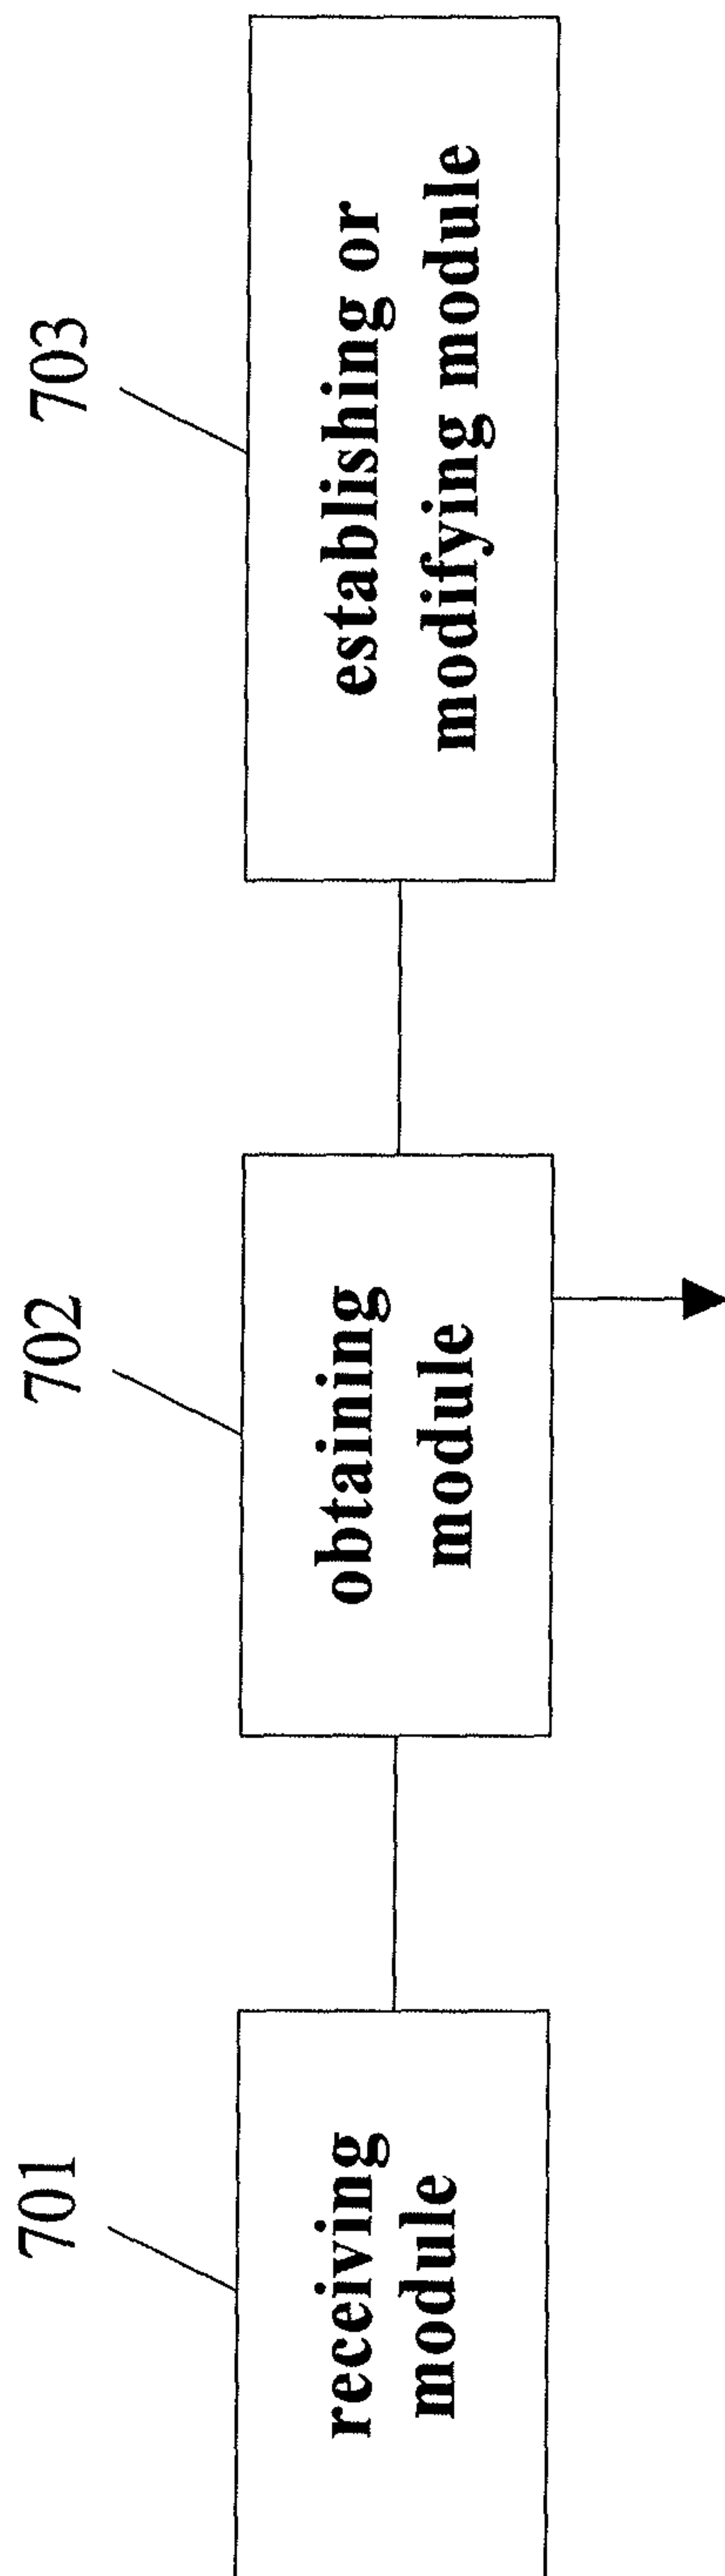 701
702
703
receiving
module
obtaining
module
establishing or
modifying module